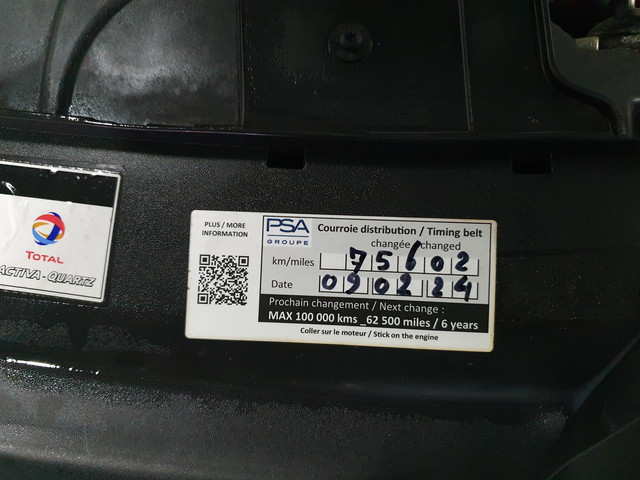 TOTAL
ACTIVA - QUARTZ
PLUS / MORE
INFORMATION
PSA
GROUPE
Courroie distribution / Timing belt
changée/changed
km/miles 75602
Date 090224
Prochain changement / Next change :
MAX 100 000 kms _62 500 miles / 6 years
Coller sur le moteur / Stick on the engine